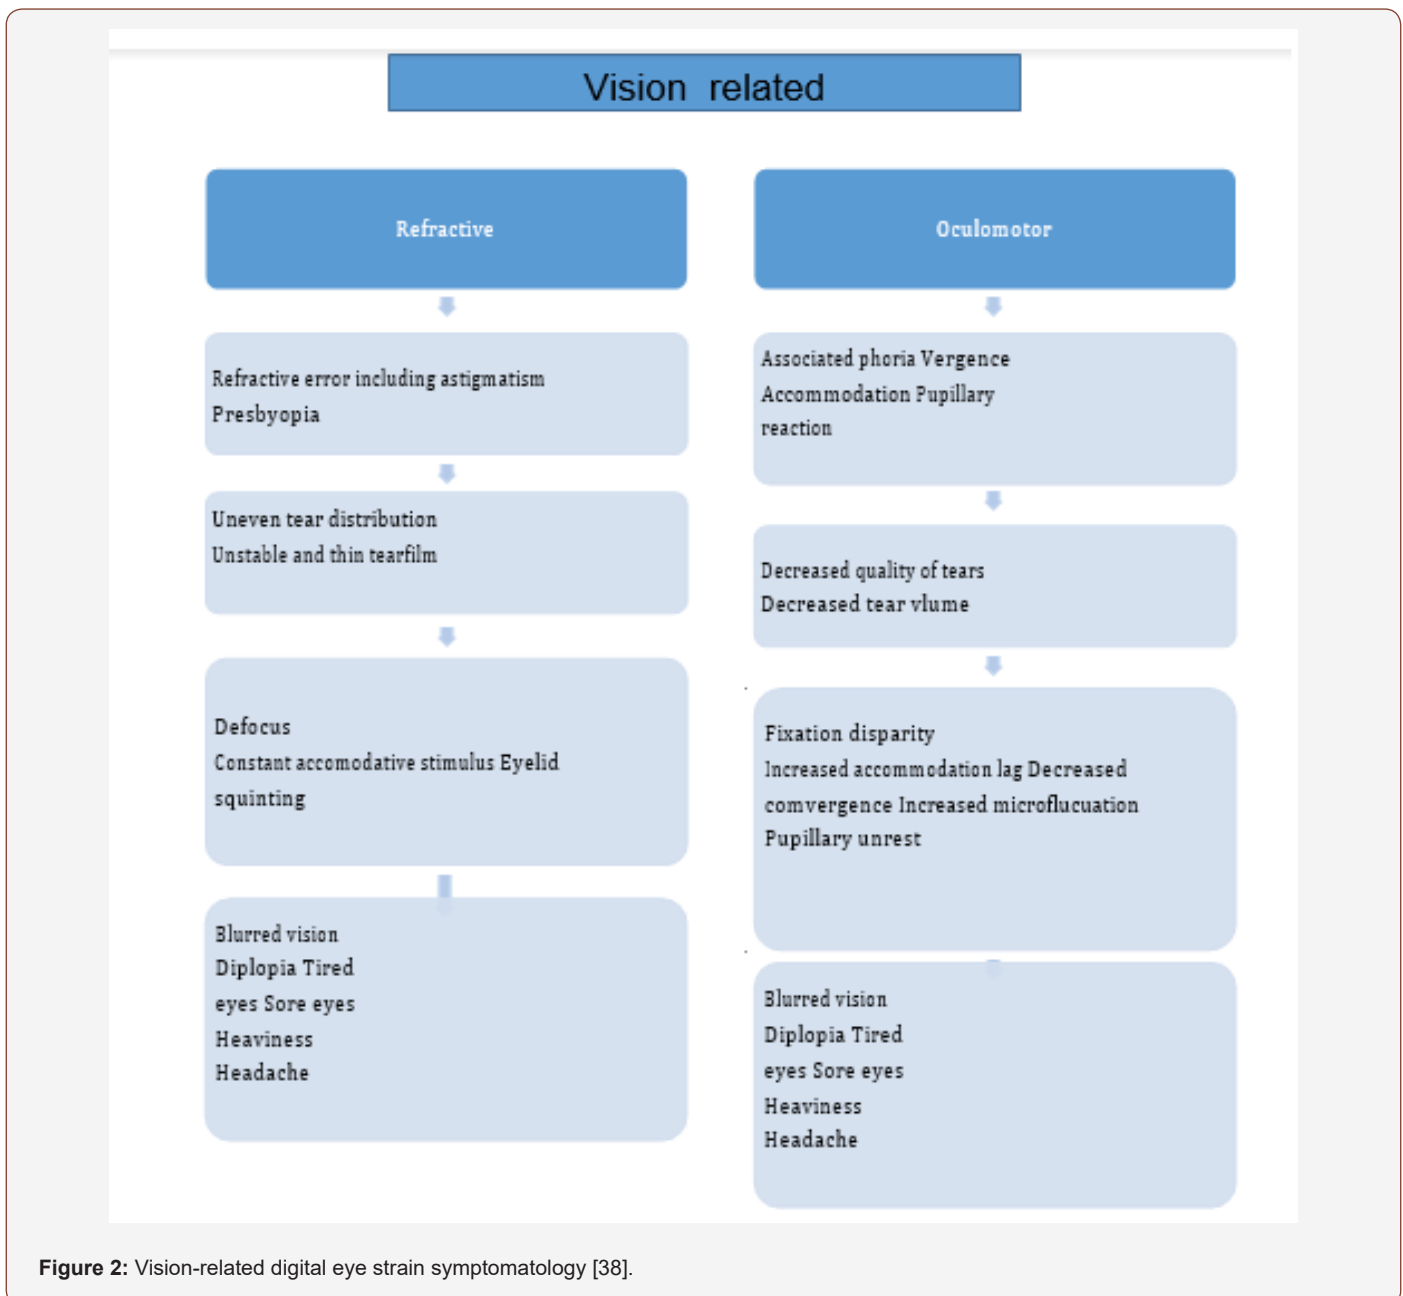 Vision related
Refractive
Refractive error including astigmatism
Presbyopia
Uneven tear distribution
Unstable and thin tearfilm
Defocus
Constant accomodative stimulus Eyelid
squinting
Blurred vision
Diplopia Tired
eyes Sore eyes
Heaviness
Headache
Oculomotor
Associated phoria Vergence
Accommodation Pupillary
reaction
Decreased quality of tears
Decreased tear vlume
Fixation disparity
Increased accommodation lag Decreased
comvergence Increased microflucuation
Pupillary unrest
Blurred vision
Diplopia Tired
eyes Sore eyes
Heaviness
Headache
Figure 2: Vision-related digital eye strain symptomatology [38].